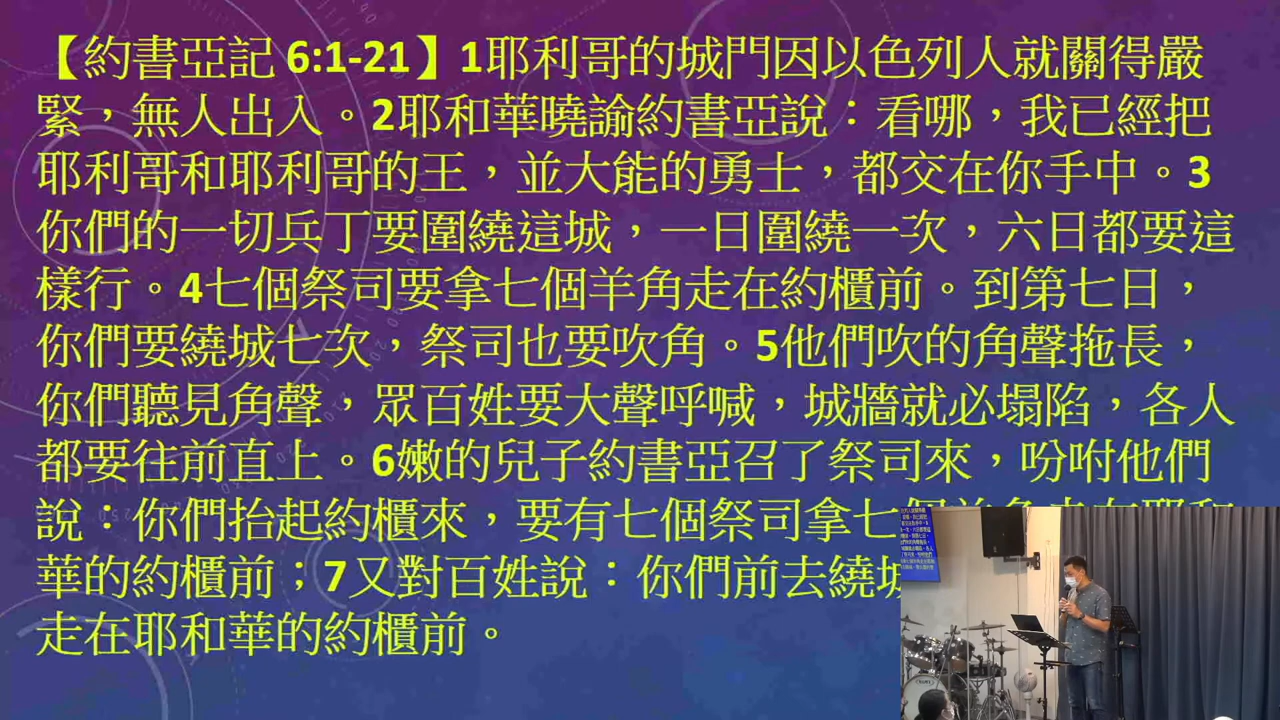 【約書亞記 6:1-21】1耶利哥的城門因以色列人就關得嚴
緊，無人出入。2耶和華曉諭約書亞說：看哪，我已經把
耶利哥和耶利哥的王，並大能的勇士，都交在你手中。3
你們的一切兵丁要圍繞這城，一日圍繞一次，六日都要這
樣行。4七個祭司要拿七個羊角走在約櫃前。到第七日，
你們要繞城七次，祭司也要吹角。5他們吹的角聲拖長，
你們聽見角聲，眾百姓要大聲呼喊，城牆就必塌陷，各人
都要往前直上。6嫩的兒子約書亞召了祭司來，吩咐他們
說：你們抬起約櫃來，要有七個祭司拿七
華的約櫃前；7又對百姓說：你們前去繞
走在耶和華的約櫃前。